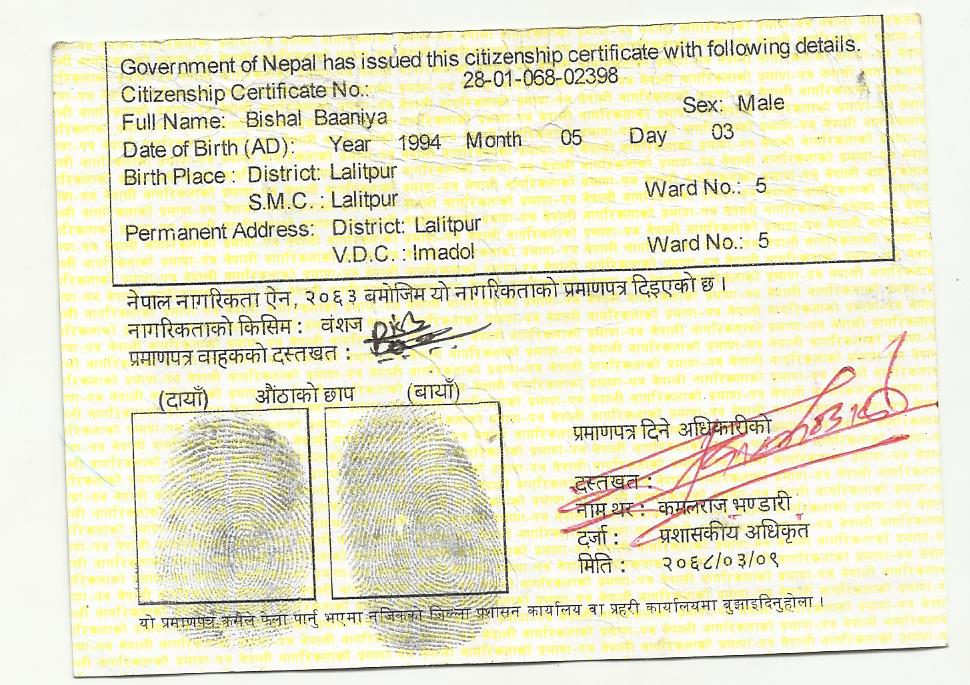 Government of Nepal has issued this citizenship certificate with following details.
Citizenship Certificate No.: 28-01-068-02398
Full Name: Bishal Baaniya Sex: Male
Date of Birth (AD): Year 1994 Month 05 Day 03
Birth Place : District: Lalitpur
S.M.C. : Lalitpur Ward No.: 5
Permanent Address: District: Lalitpur
V.D.C. : Imadol Ward No.: 5
नेपाल नागरिकता ऐन, २०६३ बमोजिम यो नागरिकताको प्रमाणपत्र दिइएको छ ।
नागरिकताको किसिम : वंशज
प्रमाणपत्र वाहकको दस्तखत :
(दायाँ) औंठाको छाप (बायाँ)
प्रमाणपत्र दिने अधिकारीको
दस्तखत :
नाम थर : कमलराज भण्डारी
दर्जा : प्रशासकीय अधिकृत
मिति : २०६८/०३/०९
यो प्रमाणपत्र कसैले फेला पार्नु भएमा नजिकको जिल्ला प्रशासन कार्यालय वा प्रहरी कार्यालयमा बुझाइदिनुहोला ।